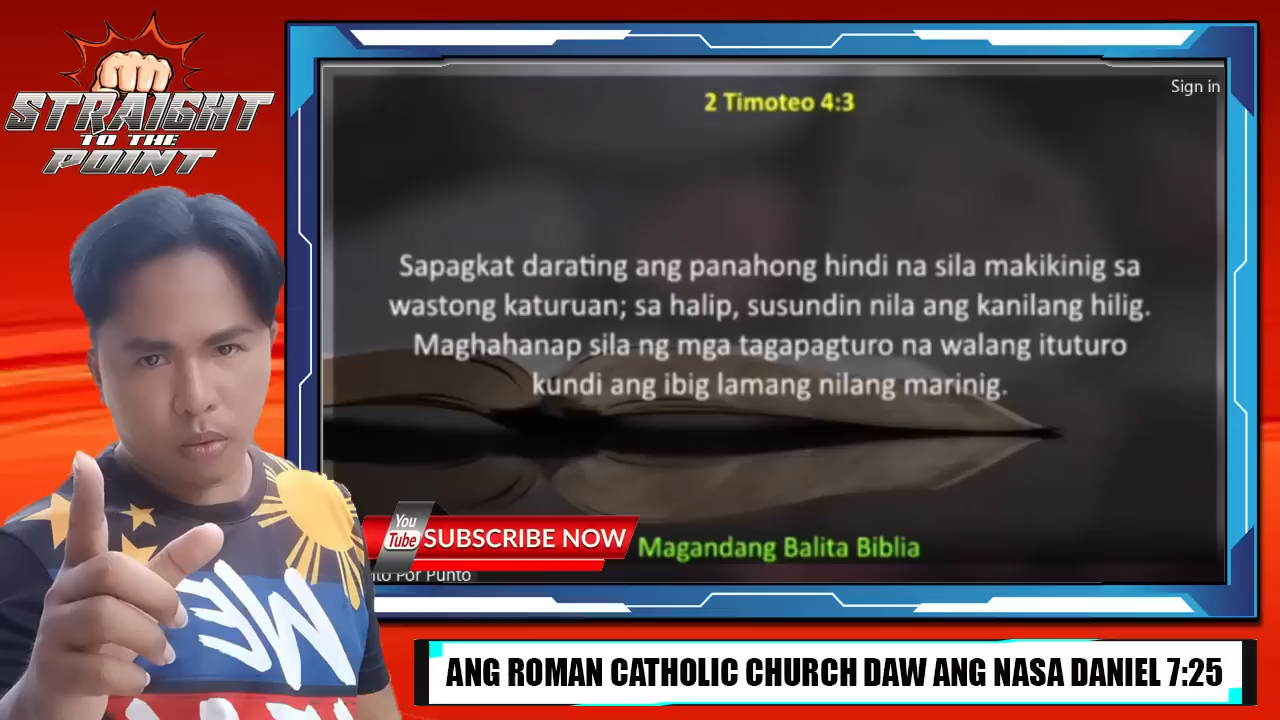 STRAIGHT
TO THE
POINT
Sign in
2 Timoteo 4:3
Sapagkat darating ang panahong hindi na sila makikinig sa
wastong katuruan; sa halip, susundin nila ang kanilang hilig.
Maghahanap sila ng mga tagapagturo na walang ituturo
kundi ang ibig lamang nilang marinig.
You
Tube SUBSCRIBE NOW
Magandang Balita Biblia
Por Punto
ANG ROMAN CATHOLIC CHURCH DAW ANG NASA DANIEL 7:25